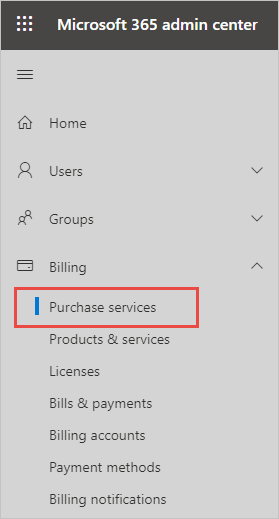 Microsoft 365 admin center
Home
Users
Groups
Billing
Purchase services
Products & services
Licenses
Bills & payments
Billing accounts
Payment methods
Billing notifications